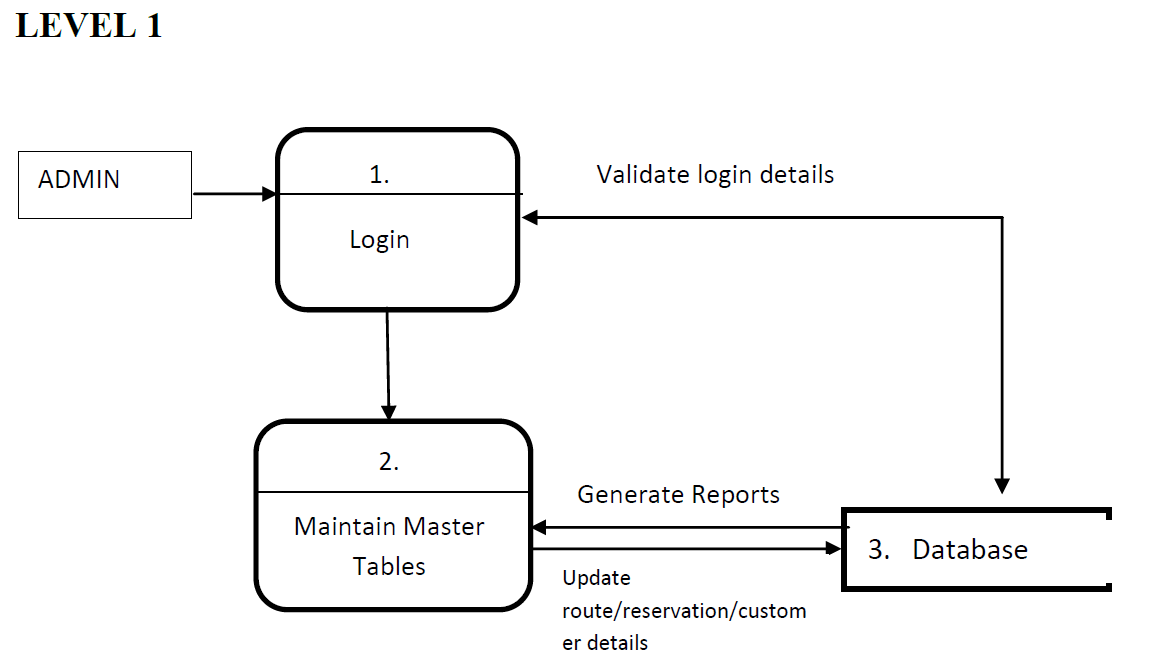 LEVEL 1
ADMIN
1.
Login
Validate login details
2.
Maintain Master
Tables
Generate Reports
3. Database
Update
route/reservation/custom
er details